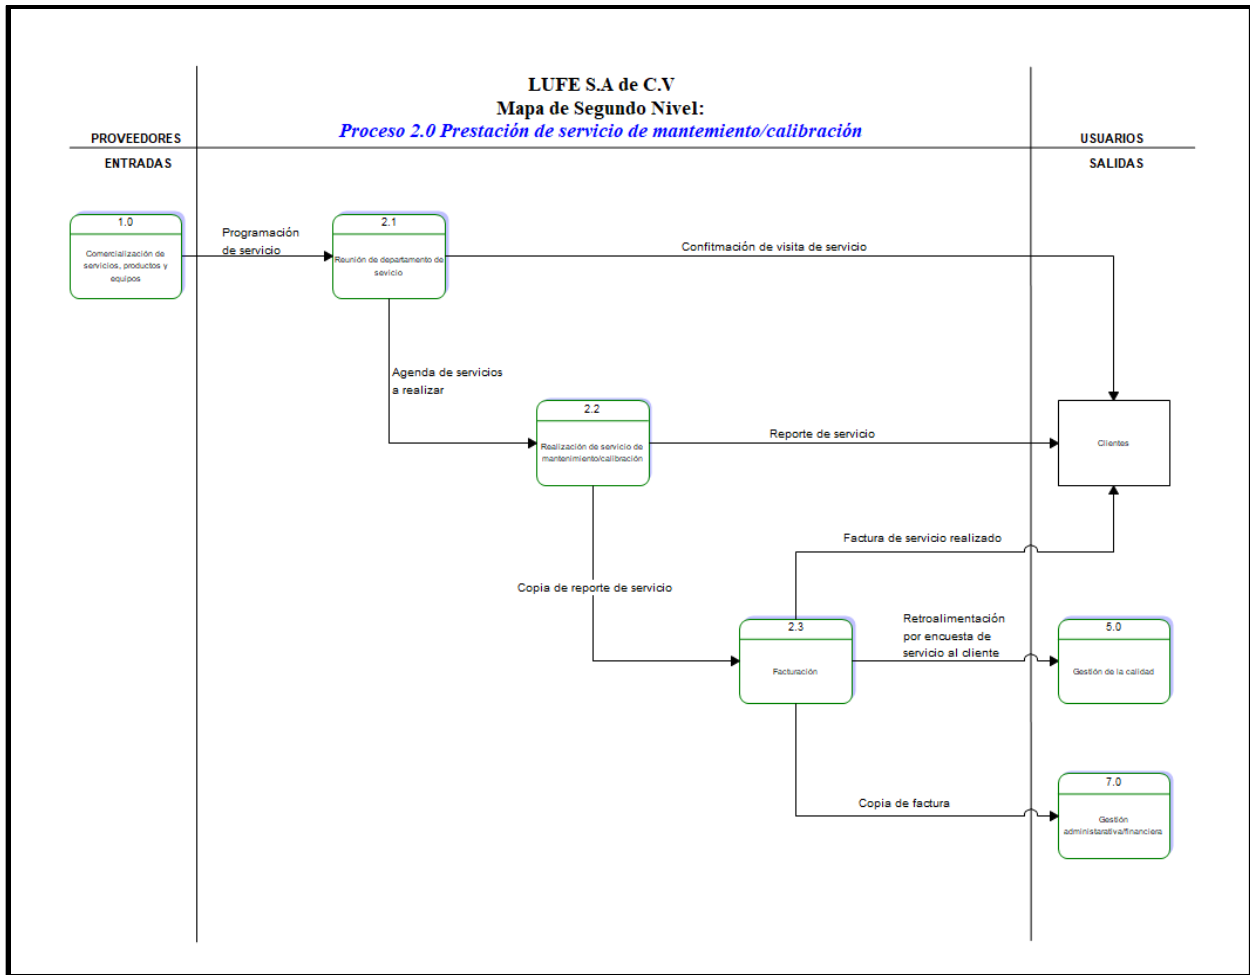 LUFE S.A de C.V
Mapa de Segundo Nivel:
Proceso 2.0 Prestación de servicio de mantemiento/calibración
PROVEEDORES
USUARIOS
ENTRADAS
SALIDAS
1.0
Comercialización de
servicios, productos y
equipos
Programación
de servicio
2.1
Reunión de departamento de
sevicio
Confitmación de visita de servicio
Agenda de servicios
a realizar
2.2
Realización de servicio de
mantenimiento/calibración
Reporte de servicio
Clientes
Factura de servicio realizado
Copia de reporte de servicio
2.3
Facturación
Retroalimentación
por encuesta de
servicio al cliente
5.0
Gestión de la calidad
Copia de factura
7.0
Gestión
administarativa/financiera